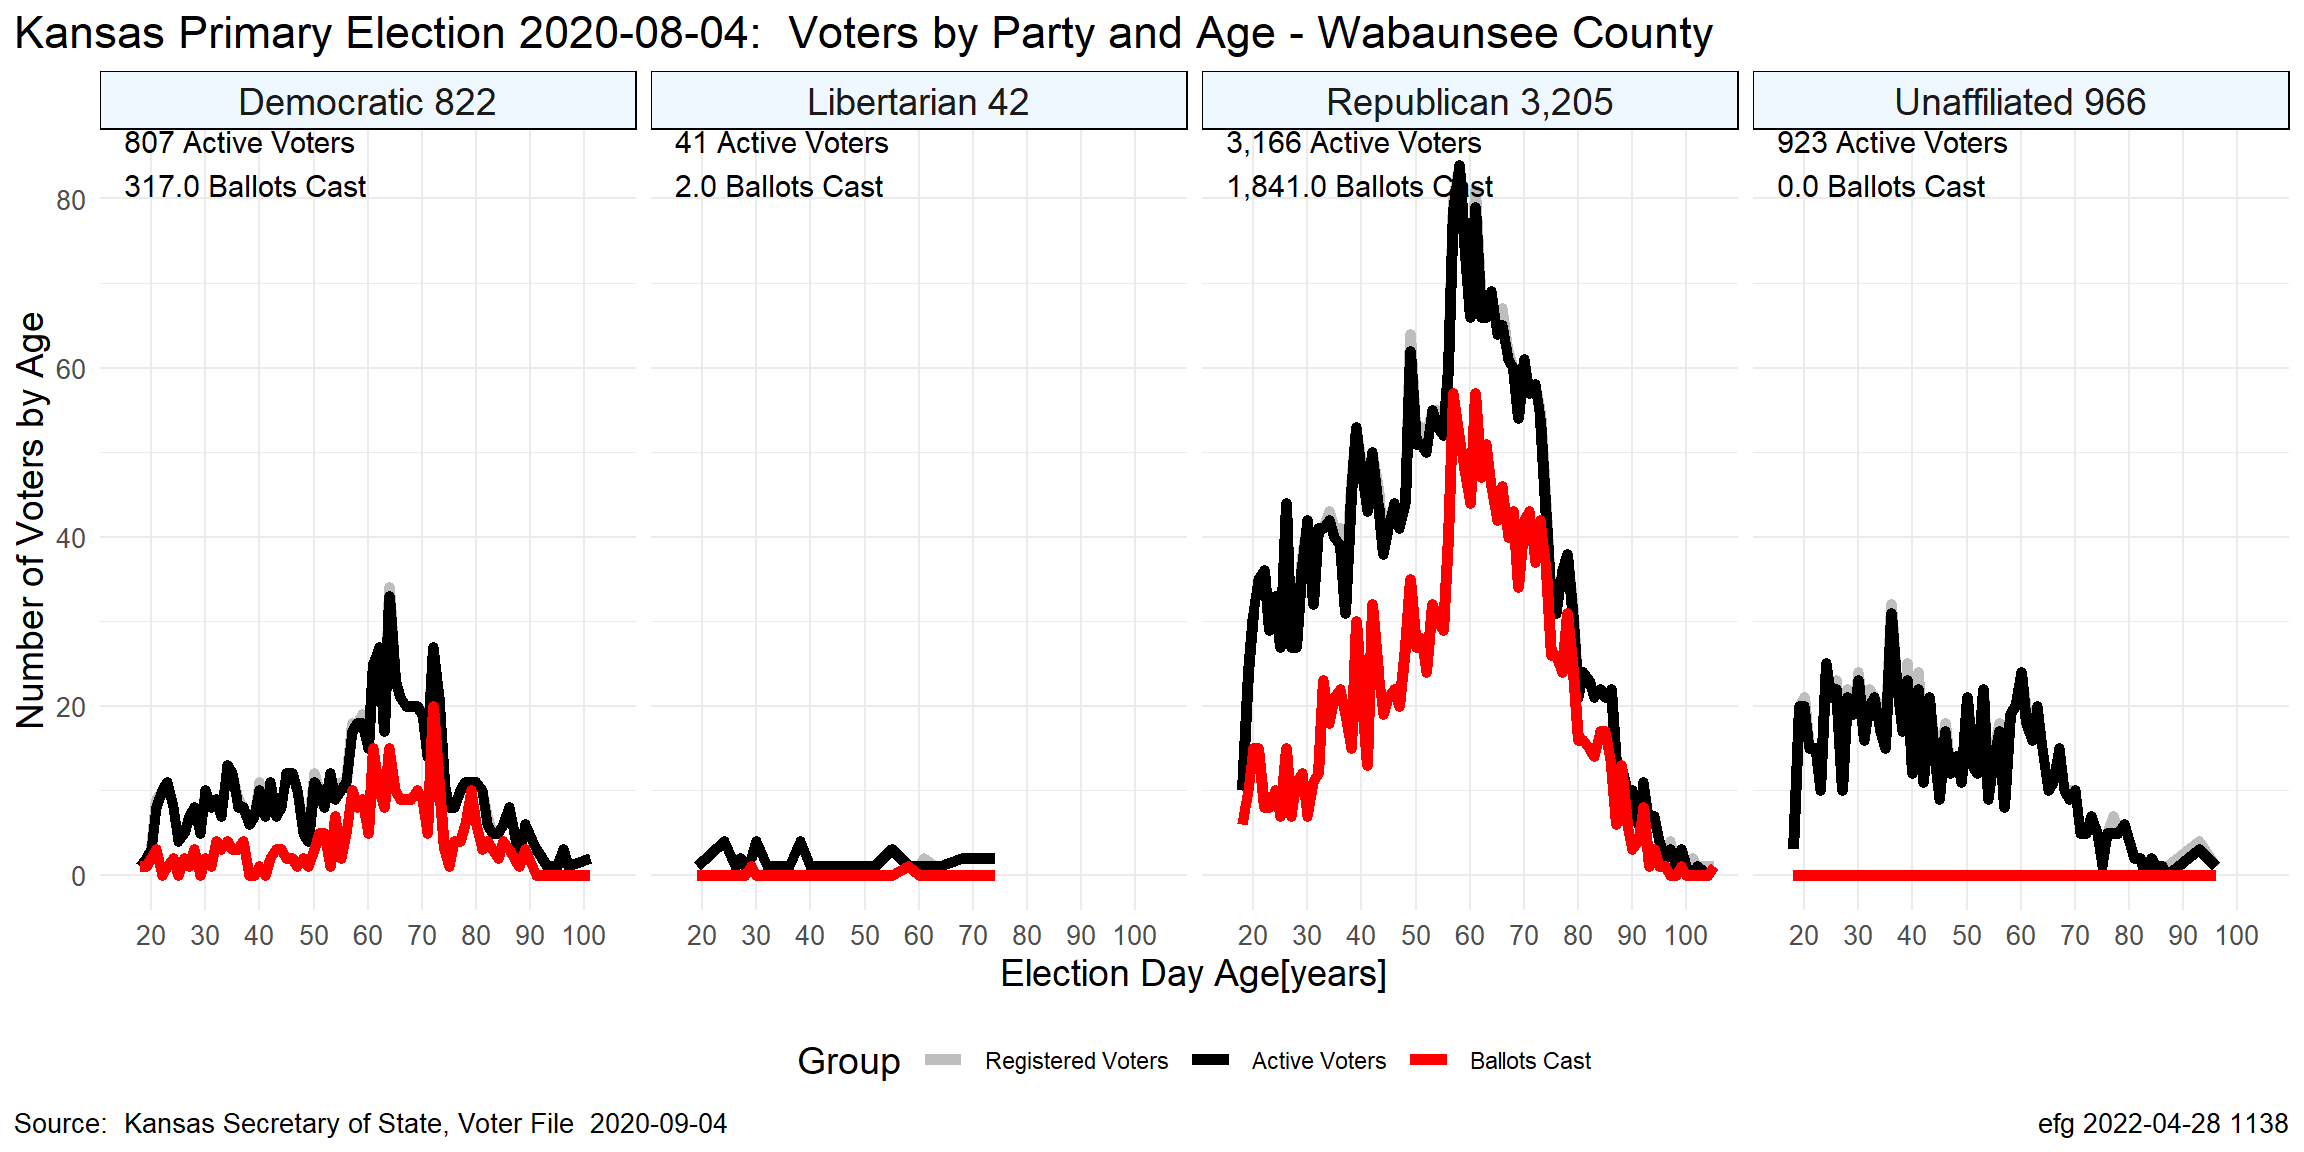 Kansas Primary Election 2020-08-04:  Voters by Party and Age - Wabaunsee County
Democratic 822
Libertarian 42
Republican 3,205
Unaffiliated 966
807 Active Voters
317.0 Ballots Cast
41 Active Voters
2.0 Ballots Cast
3,166 Active Voters
1,841.0 Ballots Cast
923 Active Voters
0.0 Ballots Cast
Number of Voters by Age
80
60
40
20
0
20 30 40 50 60 70 80 90 100
20 30 40 50 60 70 80 90 100
20 30 40 50 60 70 80 90 100
20 30 40 50 60 70 80 90 100
Election Day Age[years]
Group Registered Voters Active Voters Ballots Cast
Source:  Kansas Secretary of State, Voter File  2020-09-04
efg 2022-04-28 1138